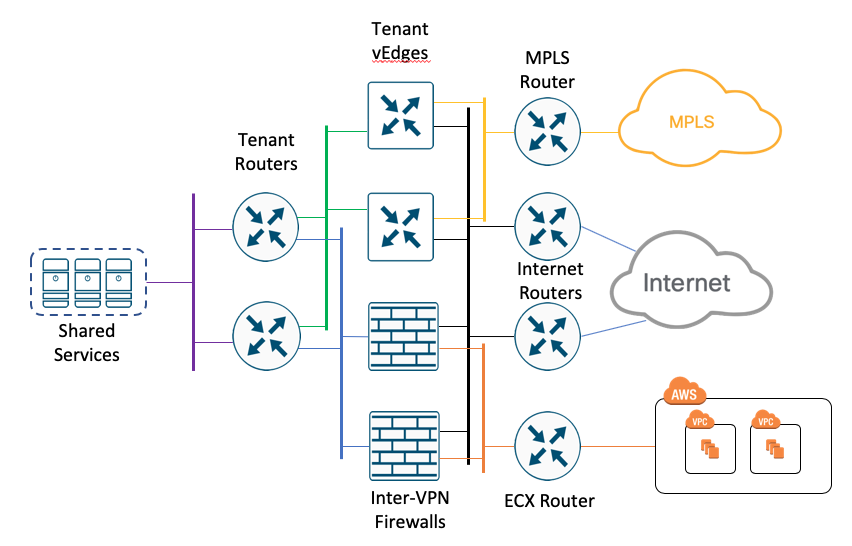 Tenant
vEdges
MPLS
Router
MPLS
Tenant
Routers
Internet
Routers
Internet
Shared
Services
AWS
VPC
VPC
Inter-VPN
Firewalls
ECX Router